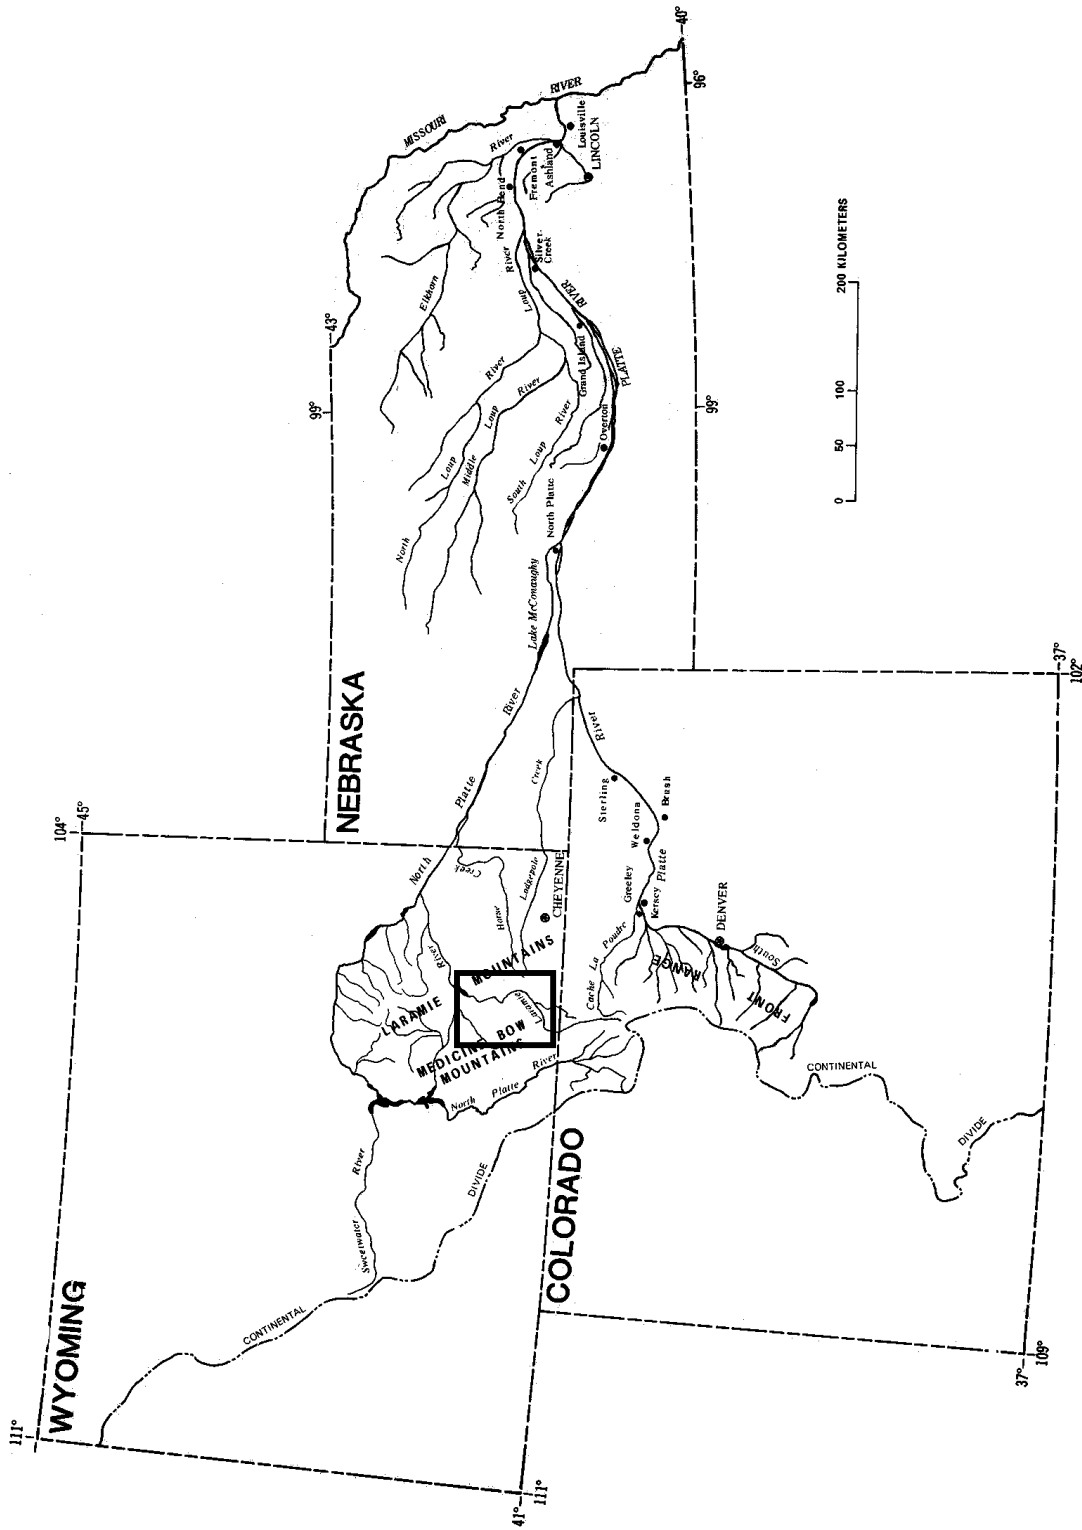 WYOMING
NEBRASKA
COLORADO
111°
104°
45°
99°
43°
96°
40°
99°
102°
37°
109°
37°
41°
111°
MISSOURI
RIVER
Elkhorn
River
North Bend
Fremont
Ashland
Louisville
LINCOLN
Silver
Creek
Loup
River
North
Loup
River
Middle
Loup
River
South
Loup
River
Grand Island
PLATTE
RIVER
Overton
North Platte
Lake McConaughy
North
Platte
River
Horse
Creek
Lodgepole
Creek
CHEYENNE
LARAMIE
MOUNTAINS
River
Laramie
MEDICINE BOW
MOUNTAINS
North
Platte
River
Sweetwater
River
CONTINENTAL
DIVIDE
River
Sterling
Brush
Weldona
Platte
Greeley
Kersey
Cache
La
Poudre
DENVER
South
FRONT
RANGE
CONTINENTAL
DIVIDE
0
50
100
200 KILOMETERS